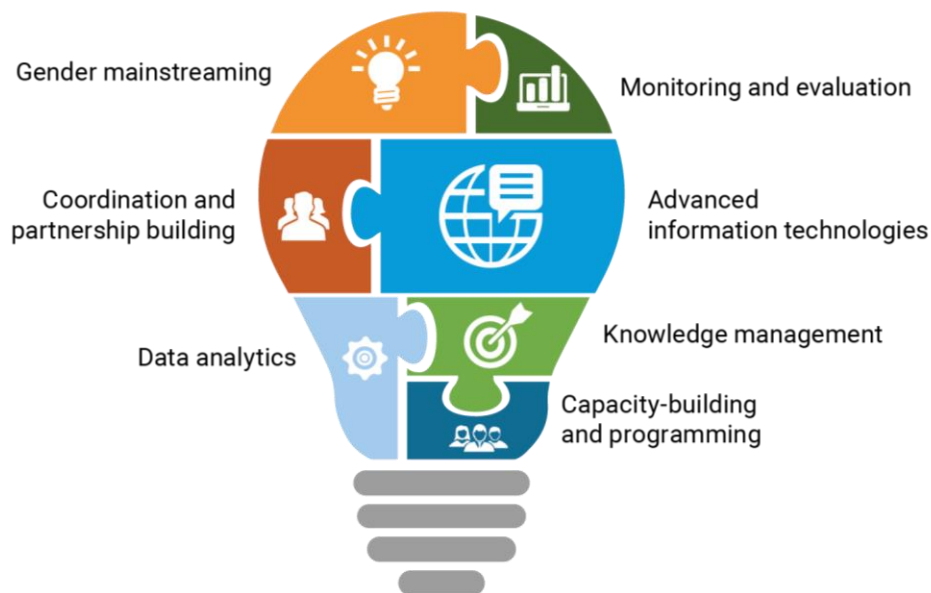 Gender mainstreaming
Monitoring and evaluation
Coordination and
partnership building
Advanced
information technologies
Data analytics
Knowledge management
Capacity-building
and programming